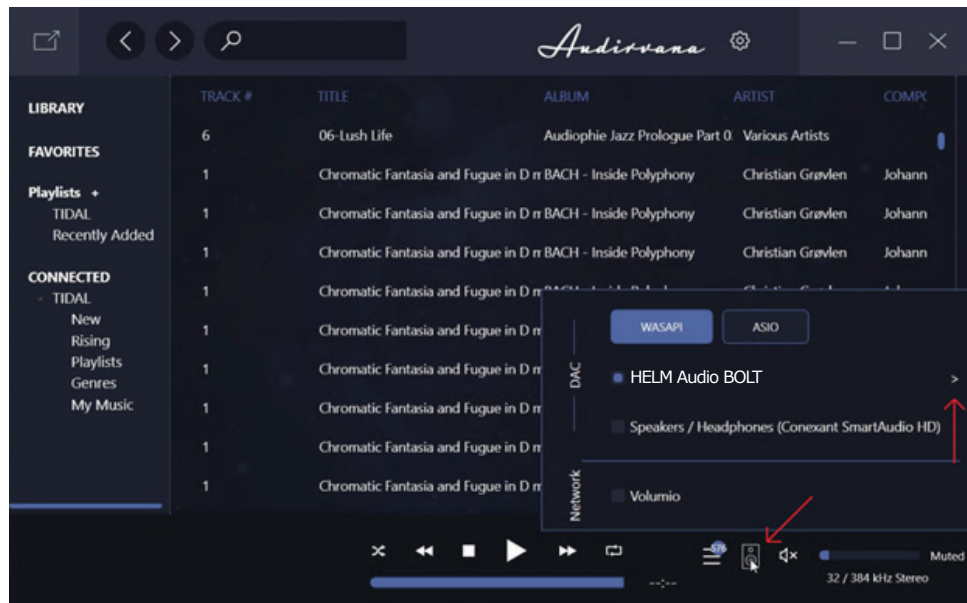 Audirvana
LIBRARY
FAVORITES
Playlists +
TIDAL
Recently Added
CONNECTED
TIDAL
New
Rising
Playlists
Genres
My Music
TRACK # TITLE ALBUM ARTIST COMPC
6 06-Lush Life Audiophie Jazz Prologue Part 0 Various Artists
1 Chromatic Fantasia and Fugue in D m BACH - Inside Polyphony Christian Grøvlen Johann
1 Chromatic Fantasia and Fugue in D m BACH - Inside Polyphony Christian Grøvlen Johann
1 Chromatic Fantasia and Fugue in D m BACH - Inside Polyphony Christian Grøvlen Johann
1 Chromatic Fantasia and Fugue in D m
1 Chromatic Fantasia and Fugue in D m
1 Chromatic Fantasia and Fugue in D m
1 Chromatic Fantasia and Fugue in D m
1 Chromatic Fantasia and Fugue in D m
1 Chromatic Fantasia and Fugue in D m
WASAPI ASIO
DAC
HELM Audio BOLT >
Speakers / Headphones (Conexant SmartAudio HD)
Network
Volumio
576
--:--
Muted
32 / 384 kHz Stereo